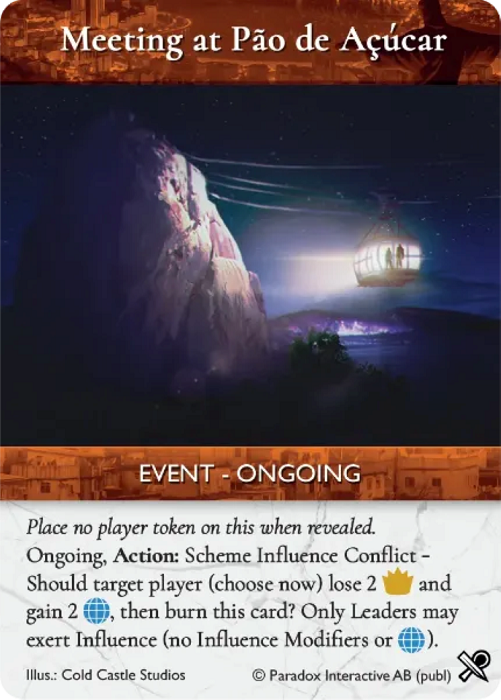 Meeting at Pão de Açúcar
EVENT - ONGOING
Place no player token on this when revealed.
Ongoing, Action: Scheme Influence Conflict –
Should target player (choose now) lose 2 and
gain 2 , then burn this card? Only Leaders may
exert Influence (no Influence Modifiers or ).
Illus.: Cold Castle Studios
© Paradox Interactive AB (publ)